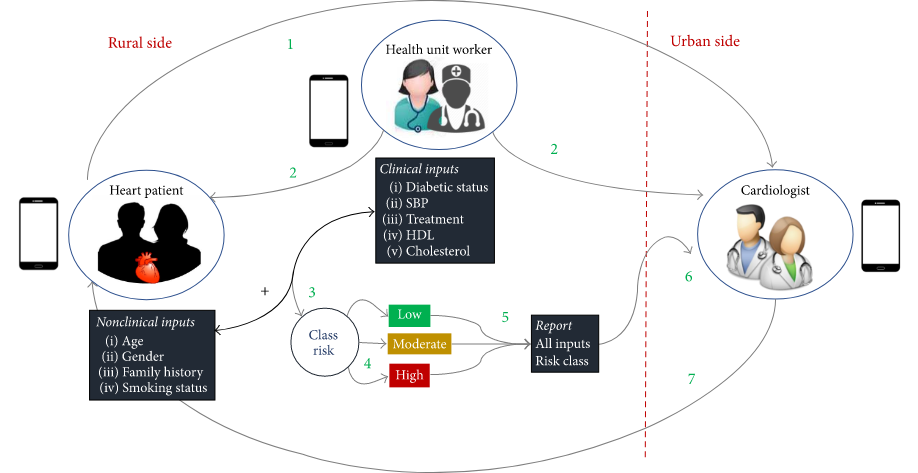 Rural side
1
Health unit worker
Urban side
2
2
Clinical inputs
(i) Diabetic status
(ii) SBP
(iii) Treatment
(iv) HDL
(v) Cholesterol
Heart patient
Cardiologist
+
3
6
Nonclinical inputs
(i) Age
(ii) Gender
(iii) Family history
(iv) Smoking status
Class
risk
Low
Moderate
High
4
5
Report
All inputs
Risk class
7